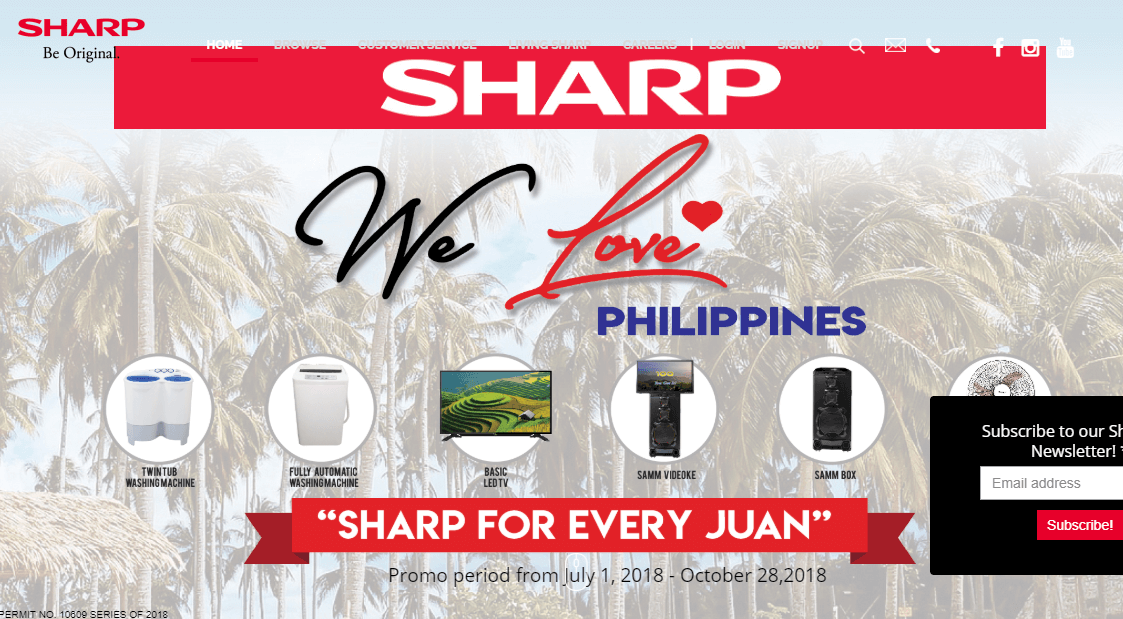 SHARP
Be Original.
HOME BROWSE CUSTOMER SERVICE LIVING SHARP CAREERS | LOGIN SIGNUP
SHARP
We Love
PHILIPPINES
TWIN TUB
WASHING MACHINE
FULLY AUTOMATIC
WASHING MACHINE
BASIC
LED TV
SAMM VIDEOKE
SAMM BOX
Subscribe to our Sh
Newsletter!
Email address
Subscribe!
“SHARP FOR EVERY JUAN”
Promo period from July 1, 2018 - October 28,2018
PERMIT NO. 10609 SERIES OF 2018